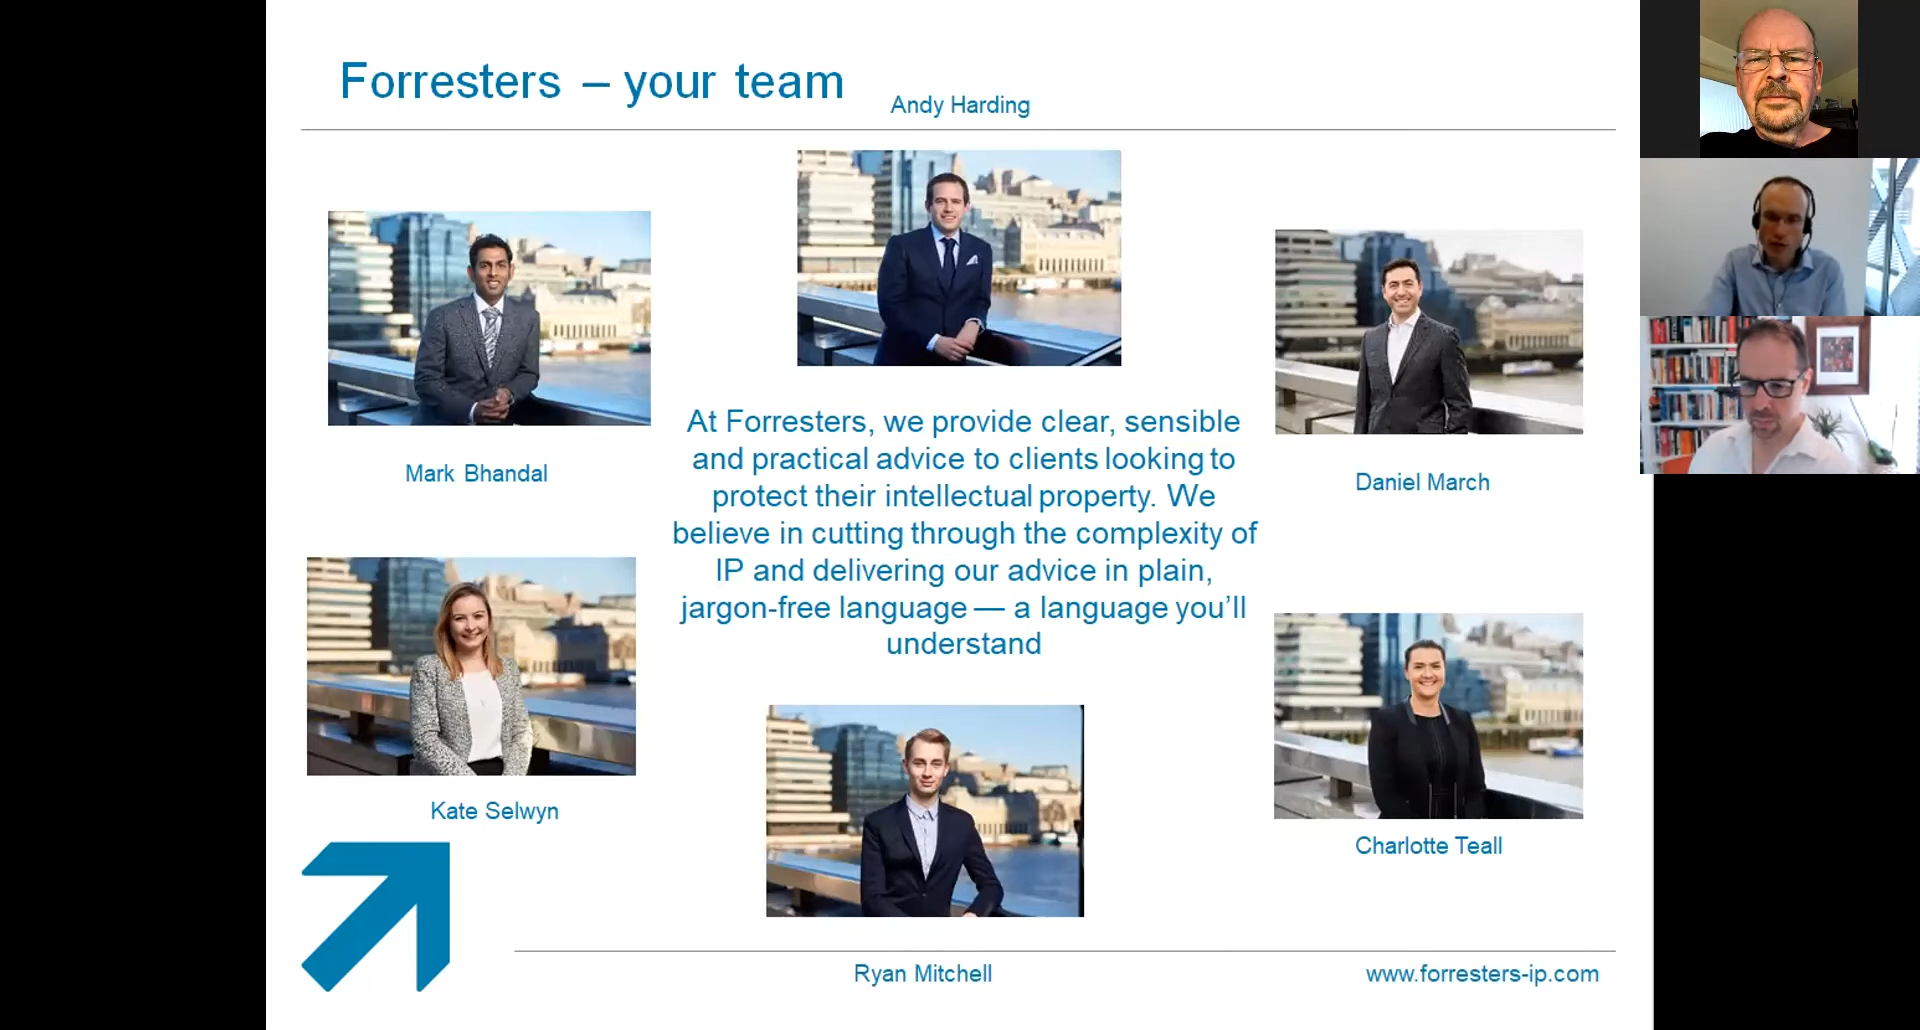 Forresters – your team
Andy Harding
Mark Bhandal
Daniel March
At Forresters, we provide clear, sensible
and practical advice to clients looking to
protect their intellectual property. We
believe in cutting through the complexity of
IP and delivering our advice in plain,
jargon-free language — a language you’ll
understand
Kate Selwyn
Charlotte Teall
Ryan Mitchell
www.forresters-ip.com